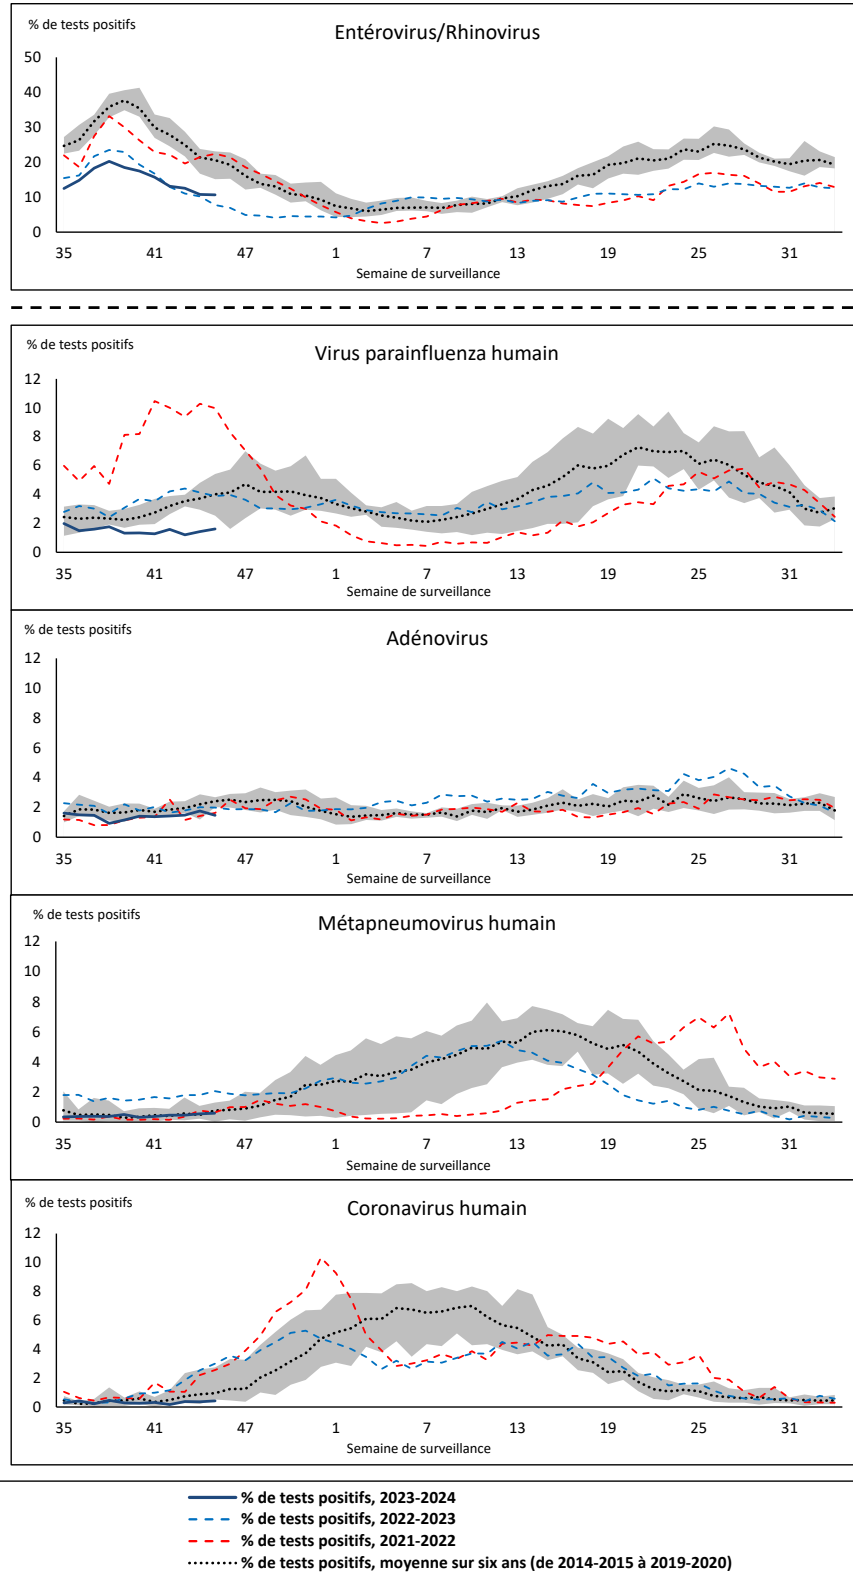 % de tests positifs
Entérovirus/Rhinovirus
50
40
30
20
10
0
35 41 47 1 7 13 19 25 31
Semaine de surveillance
% de tests positifs
Virus parainfluenza humain
12
10
8
6
4
2
0
35 41 47 1 7 13 19 25 31
Semaine de surveillance
% de tests positifs
Adénovirus
12
10
8
6
4
2
0
35 41 47 1 7 13 19 25 31
Semaine de surveillance
% de tests positifs
Métapneumovirus humain
12
10
8
6
4
2
0
35 41 47 1 7 13 19 25 31
Semaine de surveillance
% de tests positifs
Coronavirus humain
12
10
8
6
4
2
0
35 41 47 1 7 13 19 25 31
Semaine de surveillance
% de tests positifs, 2023-2024
% de tests positifs, 2022-2023
% de tests positifs, 2021-2022
% de tests positifs, moyenne sur six ans (de 2014-2015 à 2019-2020)